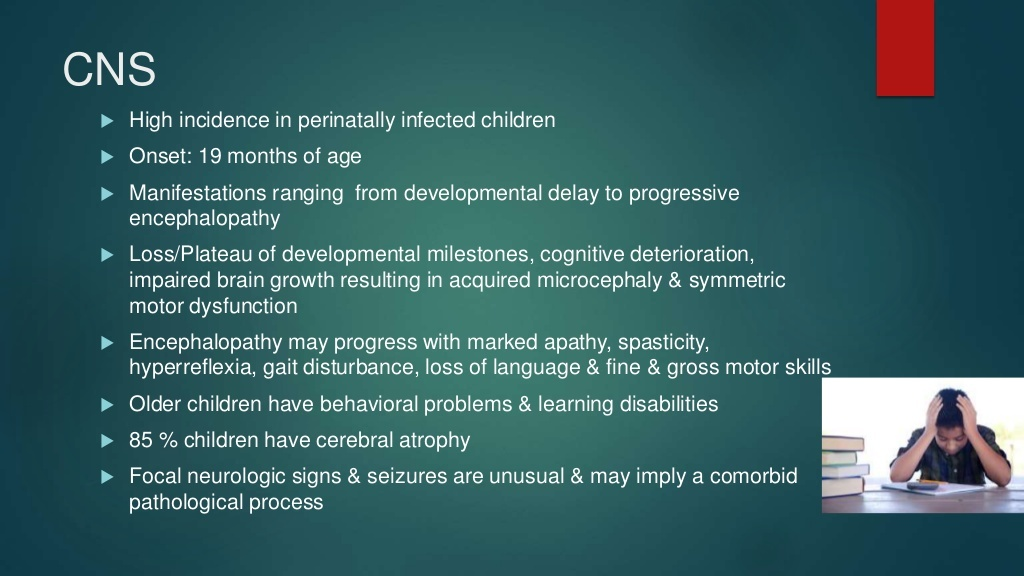 CNS
High incidence in perinatally infected children
Onset: 19 months of age
Manifestations ranging  from developmental delay to progressive
encephalopathy
Loss/Plateau of developmental milestones, cognitive deterioration,
impaired brain growth resulting in acquired microcephaly & symmetric
motor dysfunction
Encephalopathy may progress with marked apathy, spasticity,
hyperreflexia, gait disturbance, loss of language & fine & gross motor skills
Older children have behavioral problems & learning disabilities
85 % children have cerebral atrophy
Focal neurologic signs & seizures are unusual & may imply a comorbid
pathological process